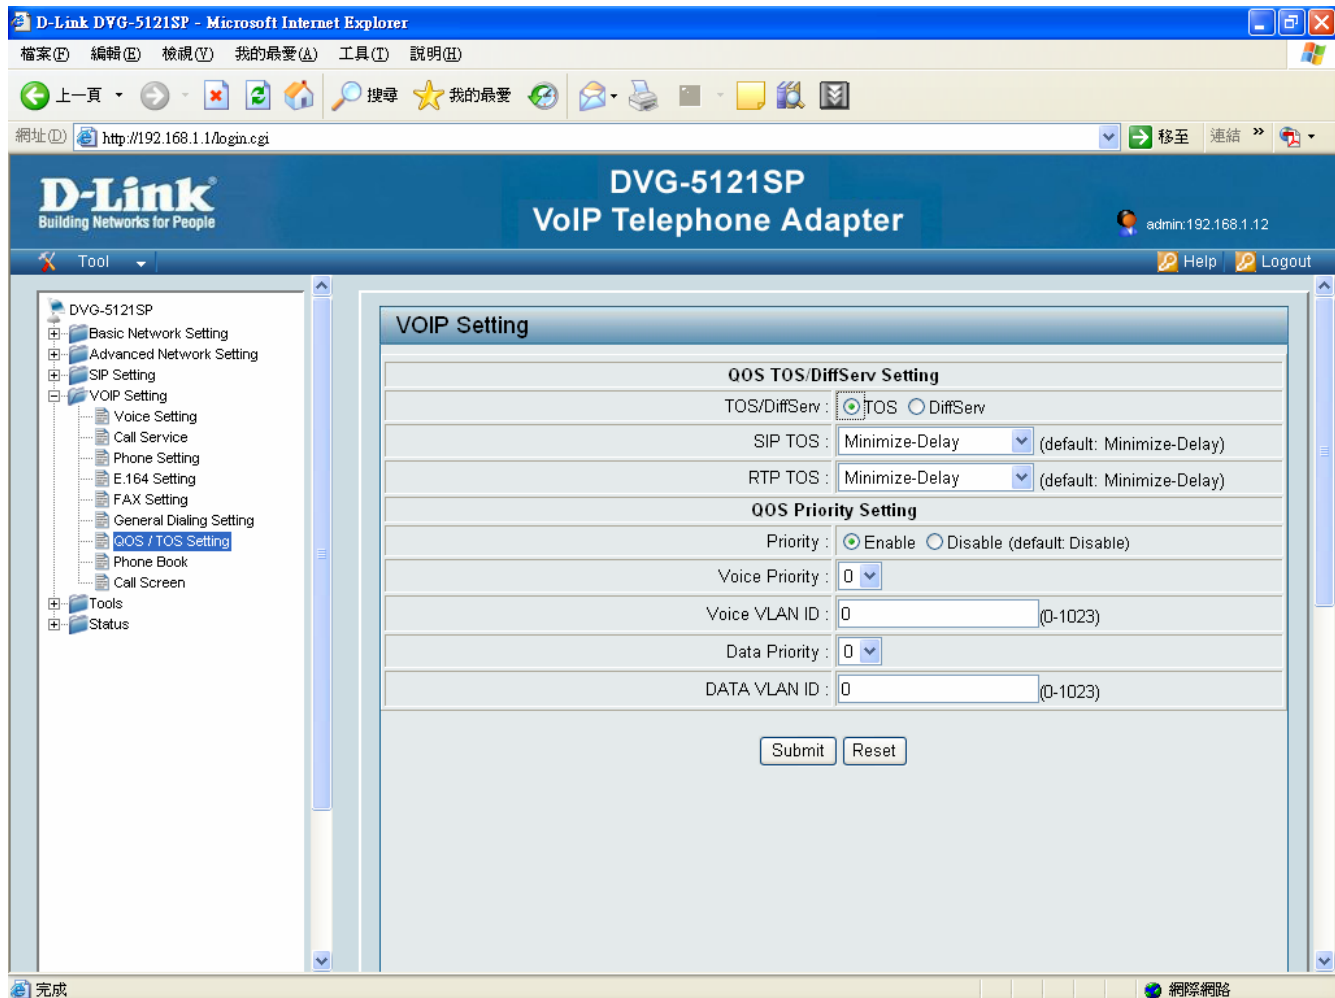 D-Link DVG-5121SP - Microsoft Internet Explorer
檔案(F) 編輯(E) 檢視(V) 我的最愛(A) 工具(T) 說明(H)
上一頁 搜尋 我的最愛
網址(D) http://192.168.1.1/login.cgi 移至 連結 »
D-Link®
Building Networks for People
DVG-5121SP
VoIP Telephone Adapter
admin:192.168.1.12
Tool Help Logout
DVG-5121SP
Basic Network Setting
Advanced Network Setting
SIP Setting
VOIP Setting
Voice Setting
Call Service
Phone Setting
E.164 Setting
FAX Setting
General Dialing Setting
QOS / TOS Setting
Phone Book
Call Screen
Tools
Status
VOIP Setting
QOS TOS/DiffServ Setting
TOS/DiffServ : TOS DiffServ
SIP TOS : Minimize-Delay (default: Minimize-Delay)
RTP TOS : Minimize-Delay (default: Minimize-Delay)
QOS Priority Setting
Priority : Enable Disable (default: Disable)
Voice Priority : 0
Voice VLAN ID : 0 (0-1023)
Data Priority : 0
DATA VLAN ID : 0 (0-1023)
Submit Reset
完成 網際網路